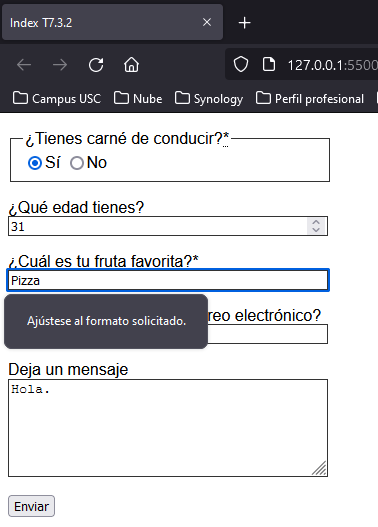 Index T7.3.2
127.0.0.1:5500
Campus USC Nube Synology Perfil profesional
¿Tienes carné de conducir?*
Sí No
¿Qué edad tienes?
31
¿Cuál es tu fruta favorita?*
Pizza
Ajústese al formato solicitado.
reo electrónico?
Deja un mensaje
Hola.
Enviar